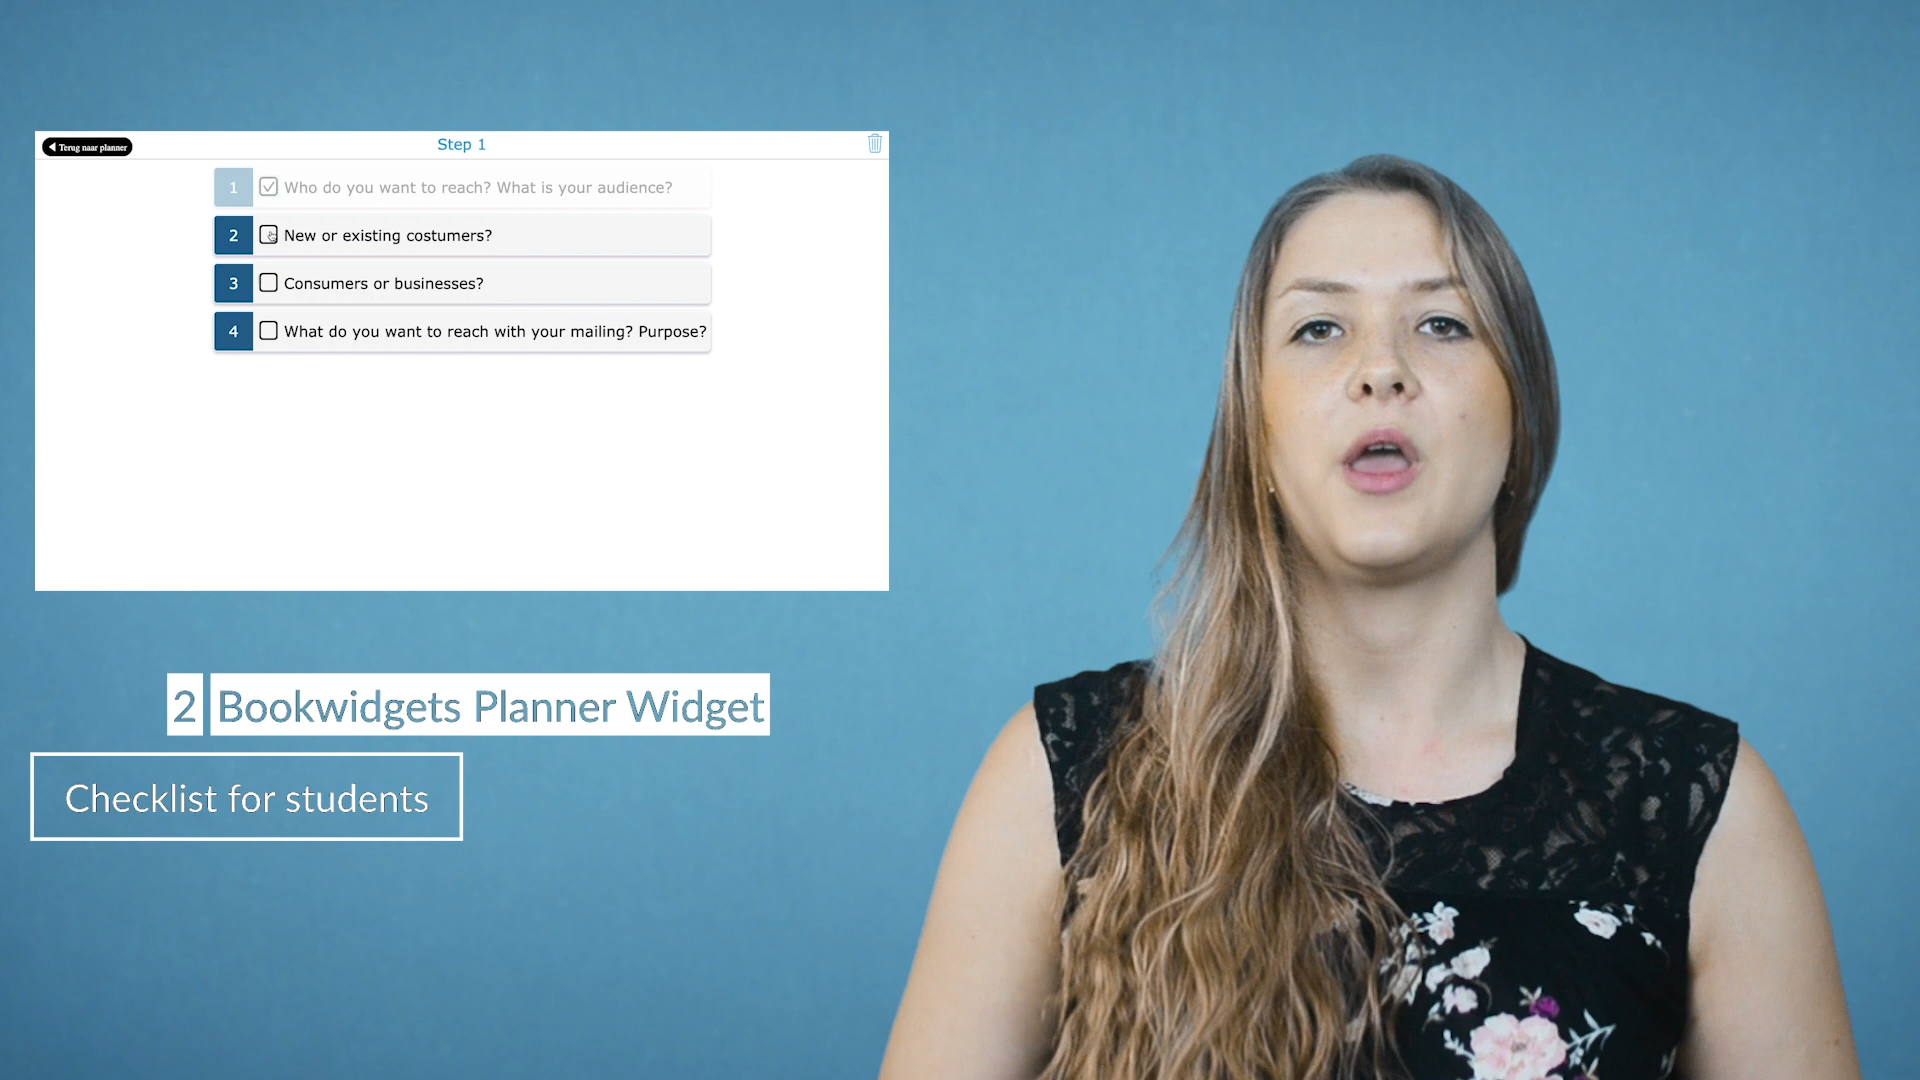 Terug naar planner
Step 1
1 Who do you want to reach? What is your audience?
2 New or existing costumers?
3 Consumers or businesses?
4 What do you want to reach with your mailing? Purpose?
2 Bookwidgets Planner Widget
Checklist for students